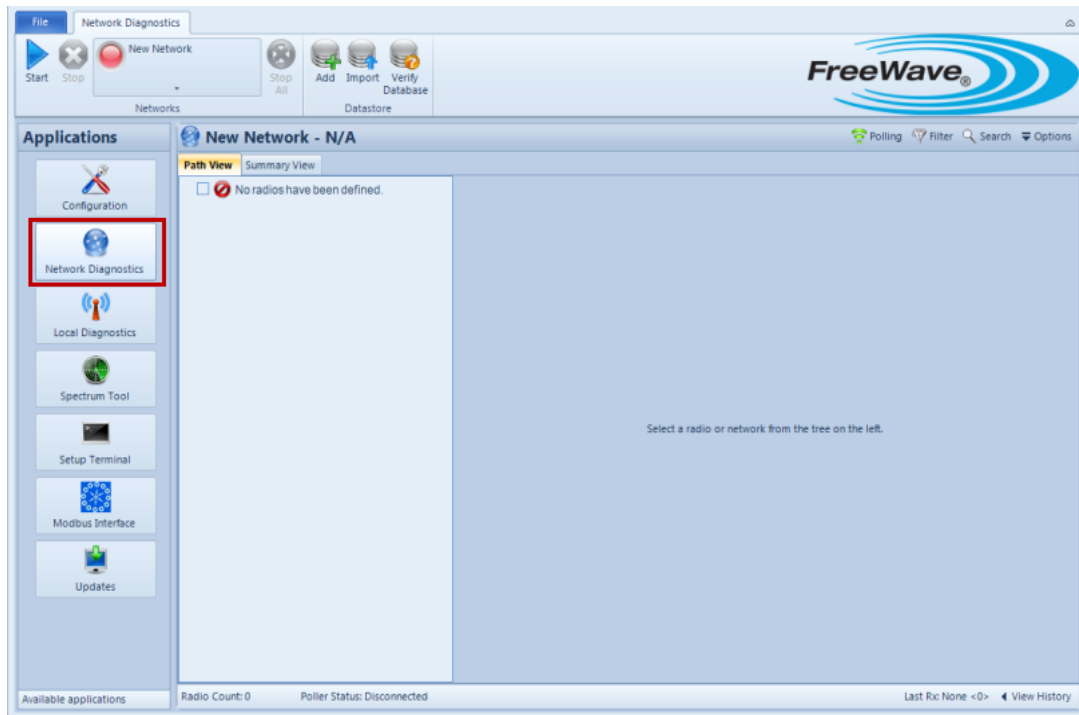 File Network Diagnostics
Start Stop New Network Stop All Add Import Verify Database
Networks Datastore
FreeWave®
Applications
New Network - N/A
Polling Filter Search Options
Path View Summary View
No radios have been defined.
Configuration
Network Diagnostics
Local Diagnostics
Spectrum Tool
Setup Terminal
Modbus Interface
Updates
Select a radio or network from the tree on the left.
Available applications
Radio Count: 0 Poller Status: Disconnected Last Rx: None <0> View History